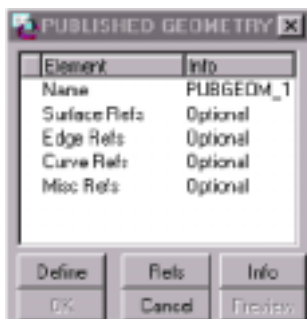 PUBLISHED GEOMETRY
Element Info
Name PUBGEOM_1
Surface Refs Optional
Edge Refs Optional
Curve Refs Optional
Misc Refs Optional
Define Refs Info
OK Cancel Preview